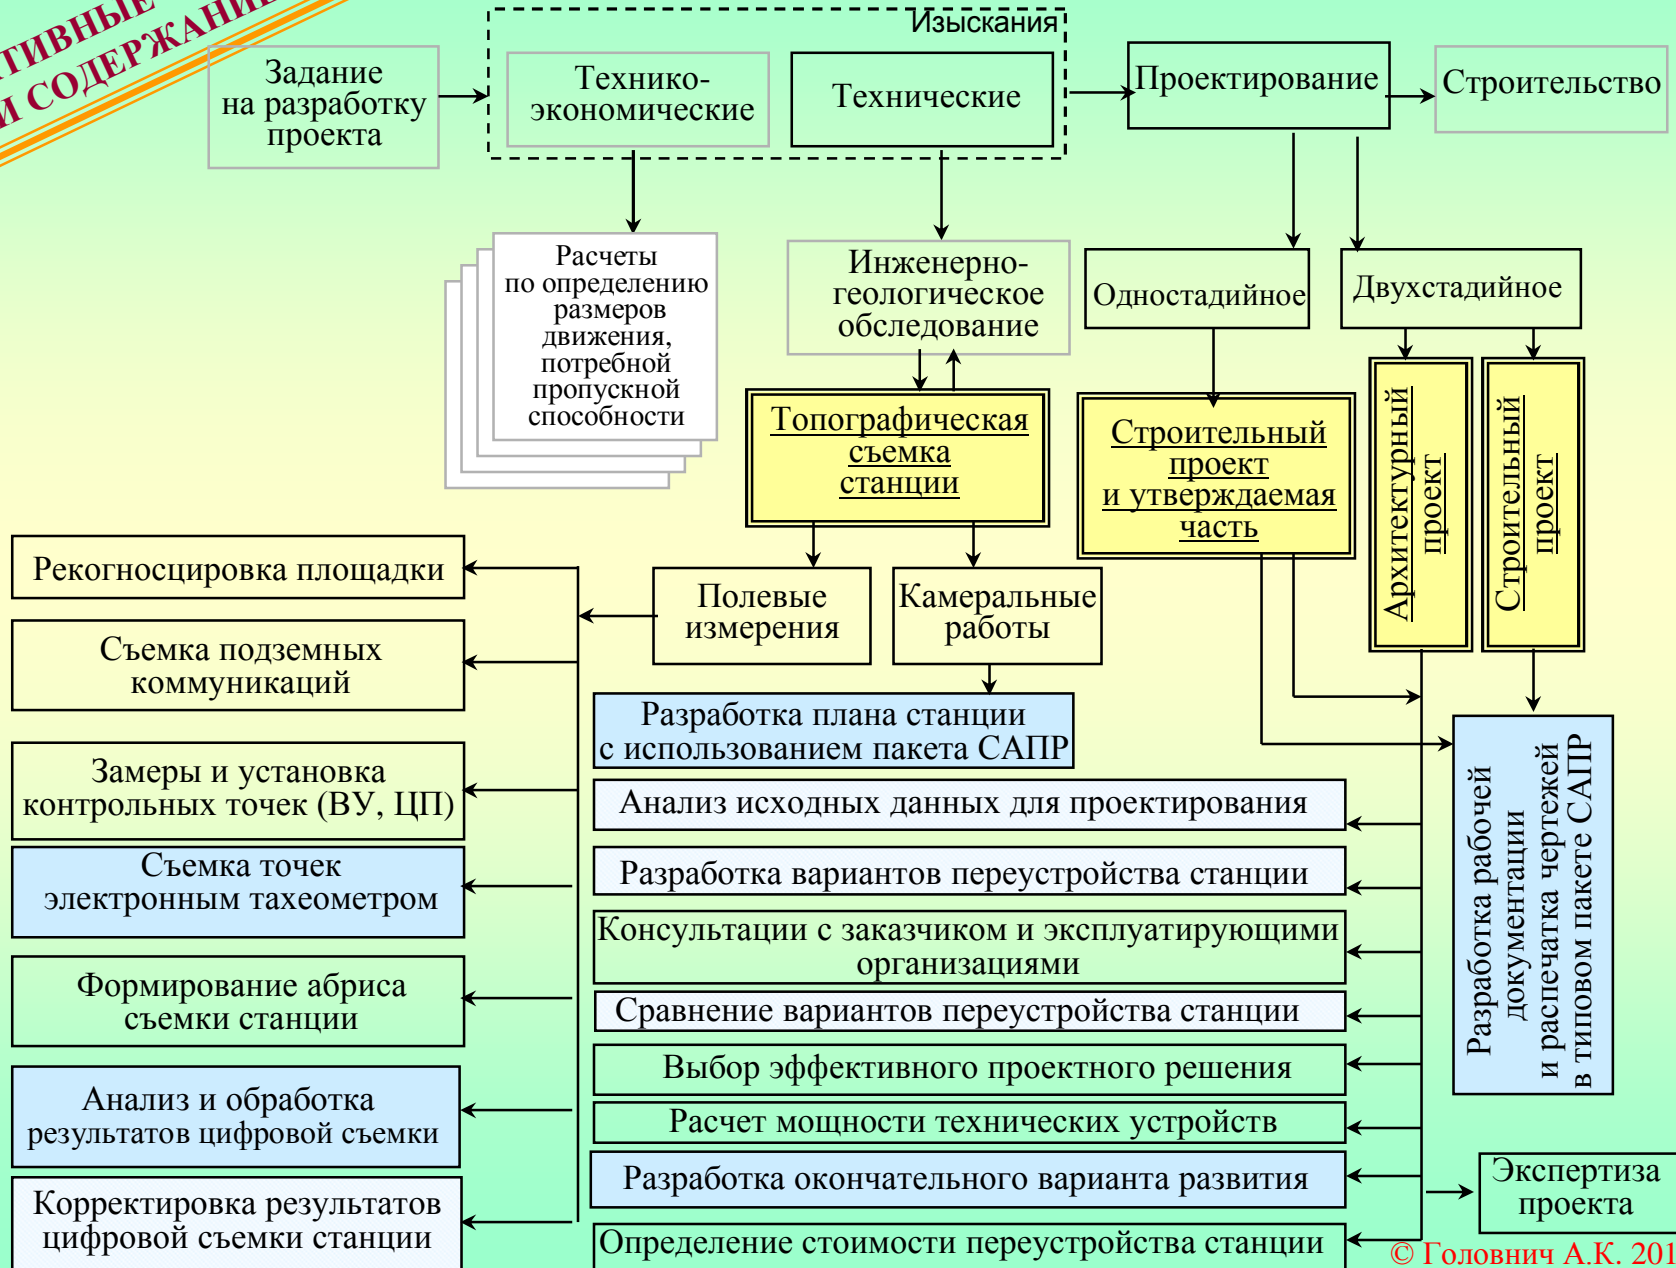 И СОДЕРЖАНИЕ
Изыскания
Задание
на разработку
проекта
Технико-
экономические
Технические
Проектирование
Строительство
Расчеты
по определению
размеров
движения,
потребной
пропускной
способности
Инженерно-
геологическое
обследование
Одностадийное
Двухстадийное
Топографическая
съемка
станции
Строительный
проект
и утверждаемая
часть
Архитектурный
проект
Строительный
проект
Полевые
измерения
Камеральные
работы
Рекогносцировка площадки
Съемка подземных
коммуникаций
Замеры и установка
контрольных точек (ВУ, ЦП)
Съемка точек
электронным тахеометром
Формирование абриса
съемки станции
Анализ и обработка
результатов цифровой съемки
Корректировка результатов
цифровой съемки станции
Разработка плана станции
с использованием пакета САПР
Анализ исходных данных для проектирования
Разработка вариантов переустройства станции
Консультации с заказчиком и эксплуатирующими
организациями
Сравнение вариантов переустройства станции
Выбор эффективного проектного решения
Расчет мощности технических устройств
Разработка окончательного варианта развития
Определение стоимости переустройства станции
Разработка рабочей
документации
и распечатка чертежей
в типовом пакете САПР
Экспертиза
проекта
© Головнич А.К. 201